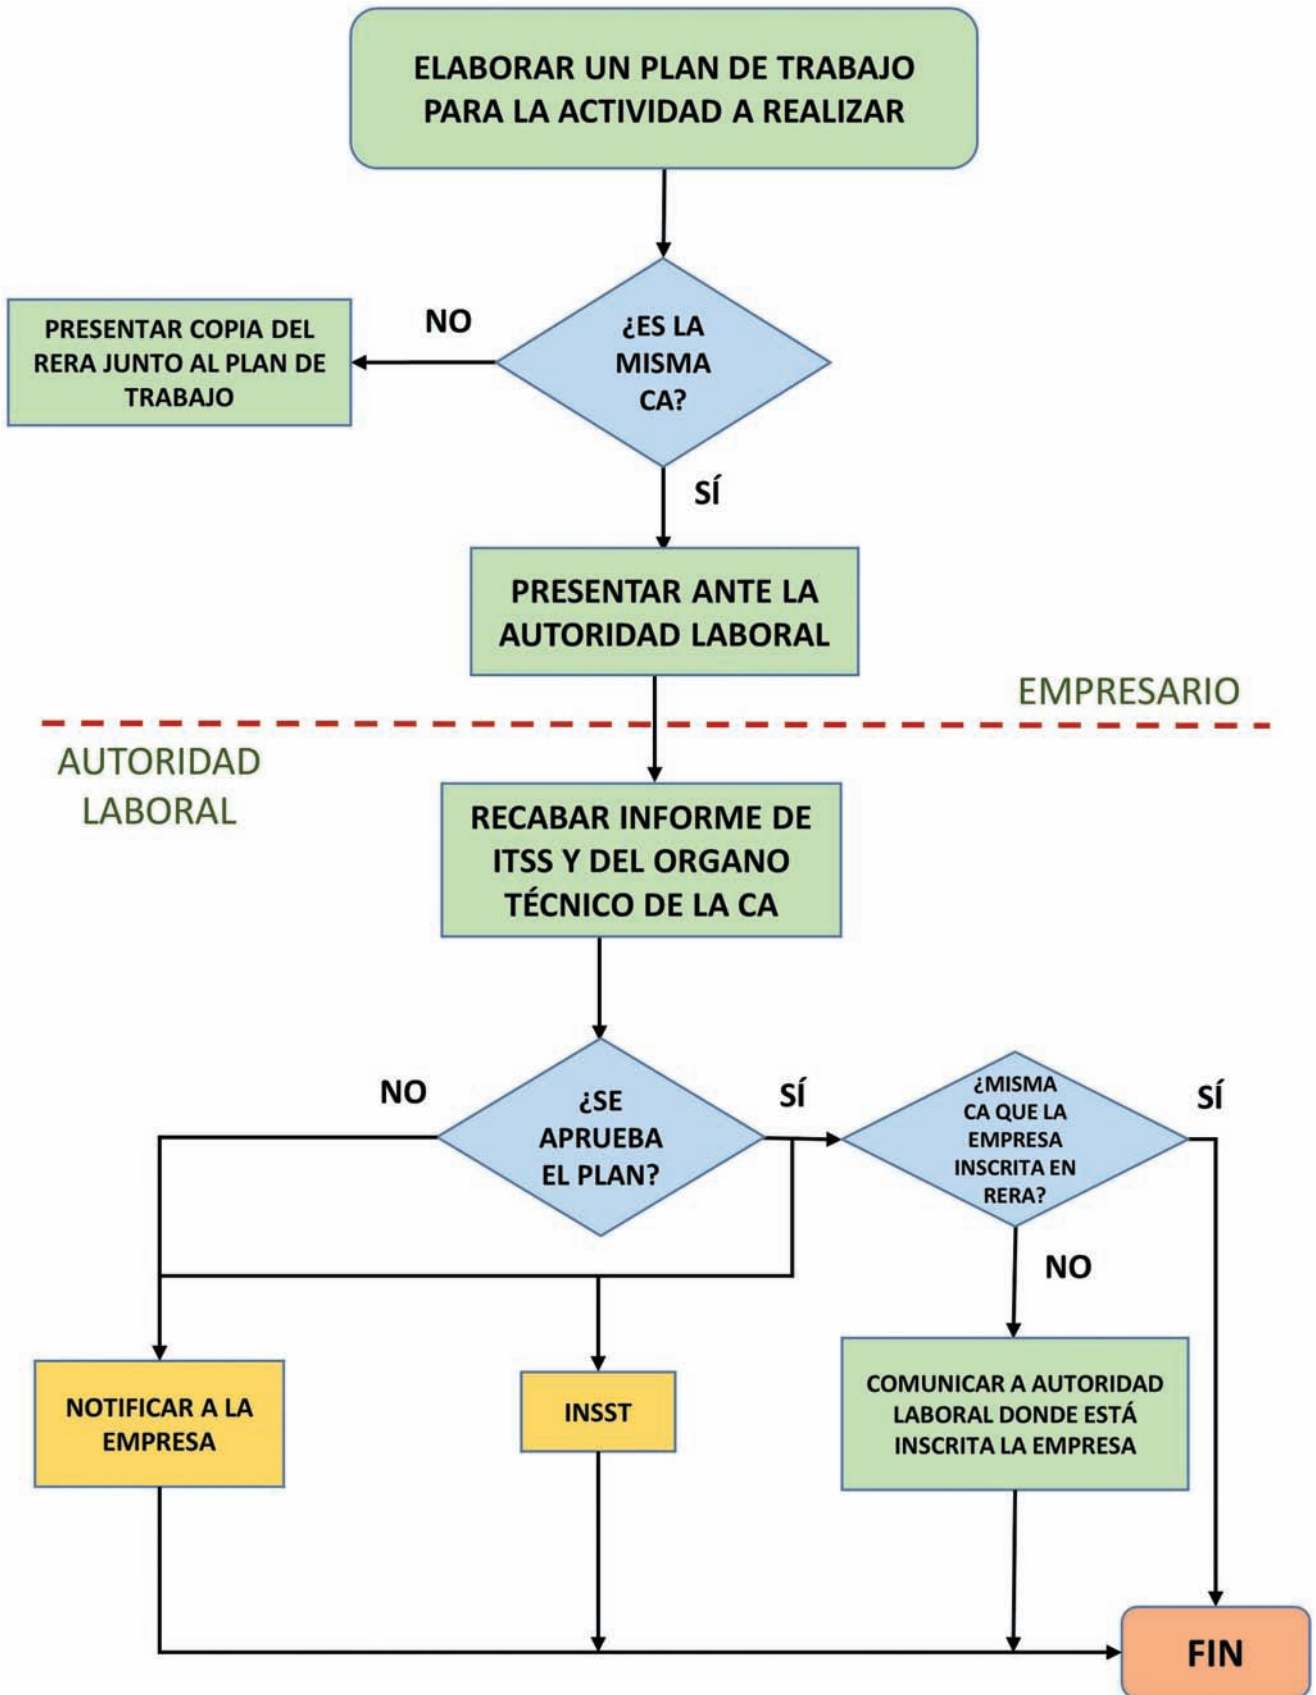 ELABORAR UN PLAN DE TRABAJO
PARA LA ACTIVIDAD A REALIZAR
NO
¿ES LA
MISMA
CA?
PRESENTAR COPIA DEL
RERA JUNTO AL PLAN DE
TRABAJO
SÍ
PRESENTAR ANTE LA
AUTORIDAD LABORAL
EMPRESARIO
AUTORIDAD
LABORAL
RECABAR INFORME DE
ITSS Y DEL ORGANO
TÉCNICO DE LA CA
NO
¿SE
APRUEBA
EL PLAN?
SÍ
¿MISMA
CA QUE LA
EMPRESA
INSCRITA EN
RERA?
SÍ
NO
NOTIFICAR A LA
EMPRESA
INSST
COMUNICAR A AUTORIDAD
LABORAL DONDE ESTÁ
INSCRITA LA EMPRESA
FIN